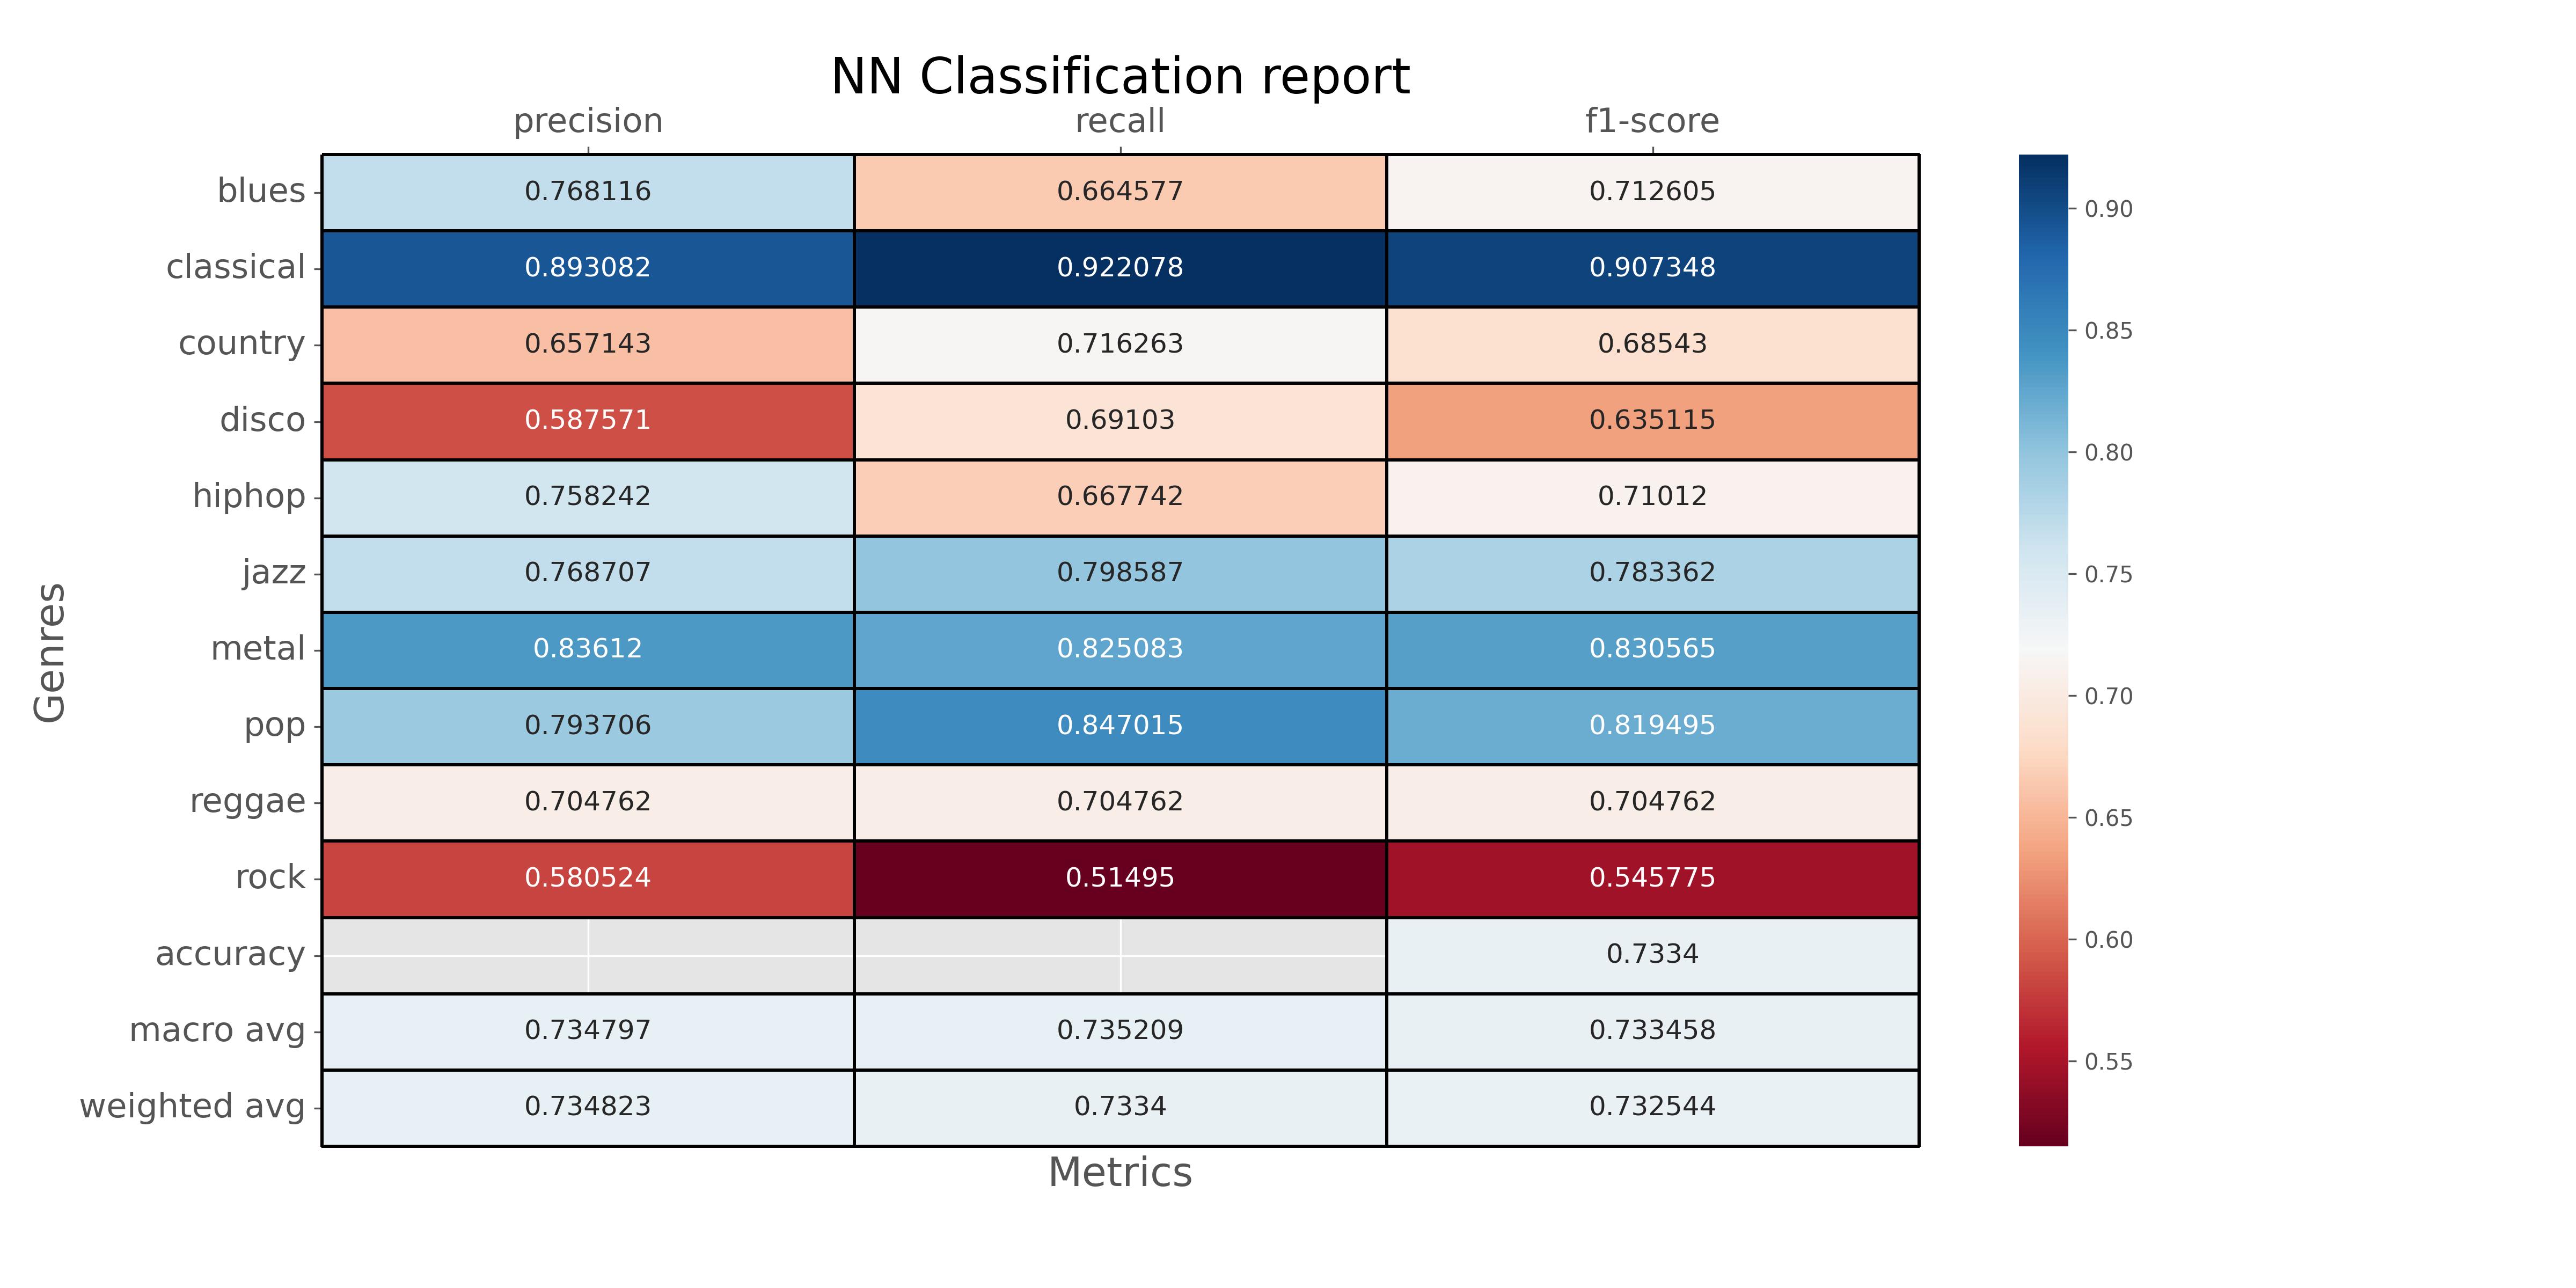 NN Classification report
precision recall f1-score
blues 0.768116 0.664577 0.712605
classical 0.893082 0.922078 0.907348
country 0.657143 0.716263 0.68543
disco 0.587571 0.69103 0.635115
hiphop 0.758242 0.667742 0.71012
jazz 0.768707 0.798587 0.783362
metal 0.83612 0.825083 0.830565
pop 0.793706 0.847015 0.819495
reggae 0.704762 0.704762 0.704762
rock 0.580524 0.51495 0.545775
accuracy 0.7334
macro avg 0.734797 0.735209 0.733458
weighted avg 0.734823 0.7334 0.732544
Genres
Metrics
0.90
0.85
0.80
0.75
0.70
0.65
0.60
0.55